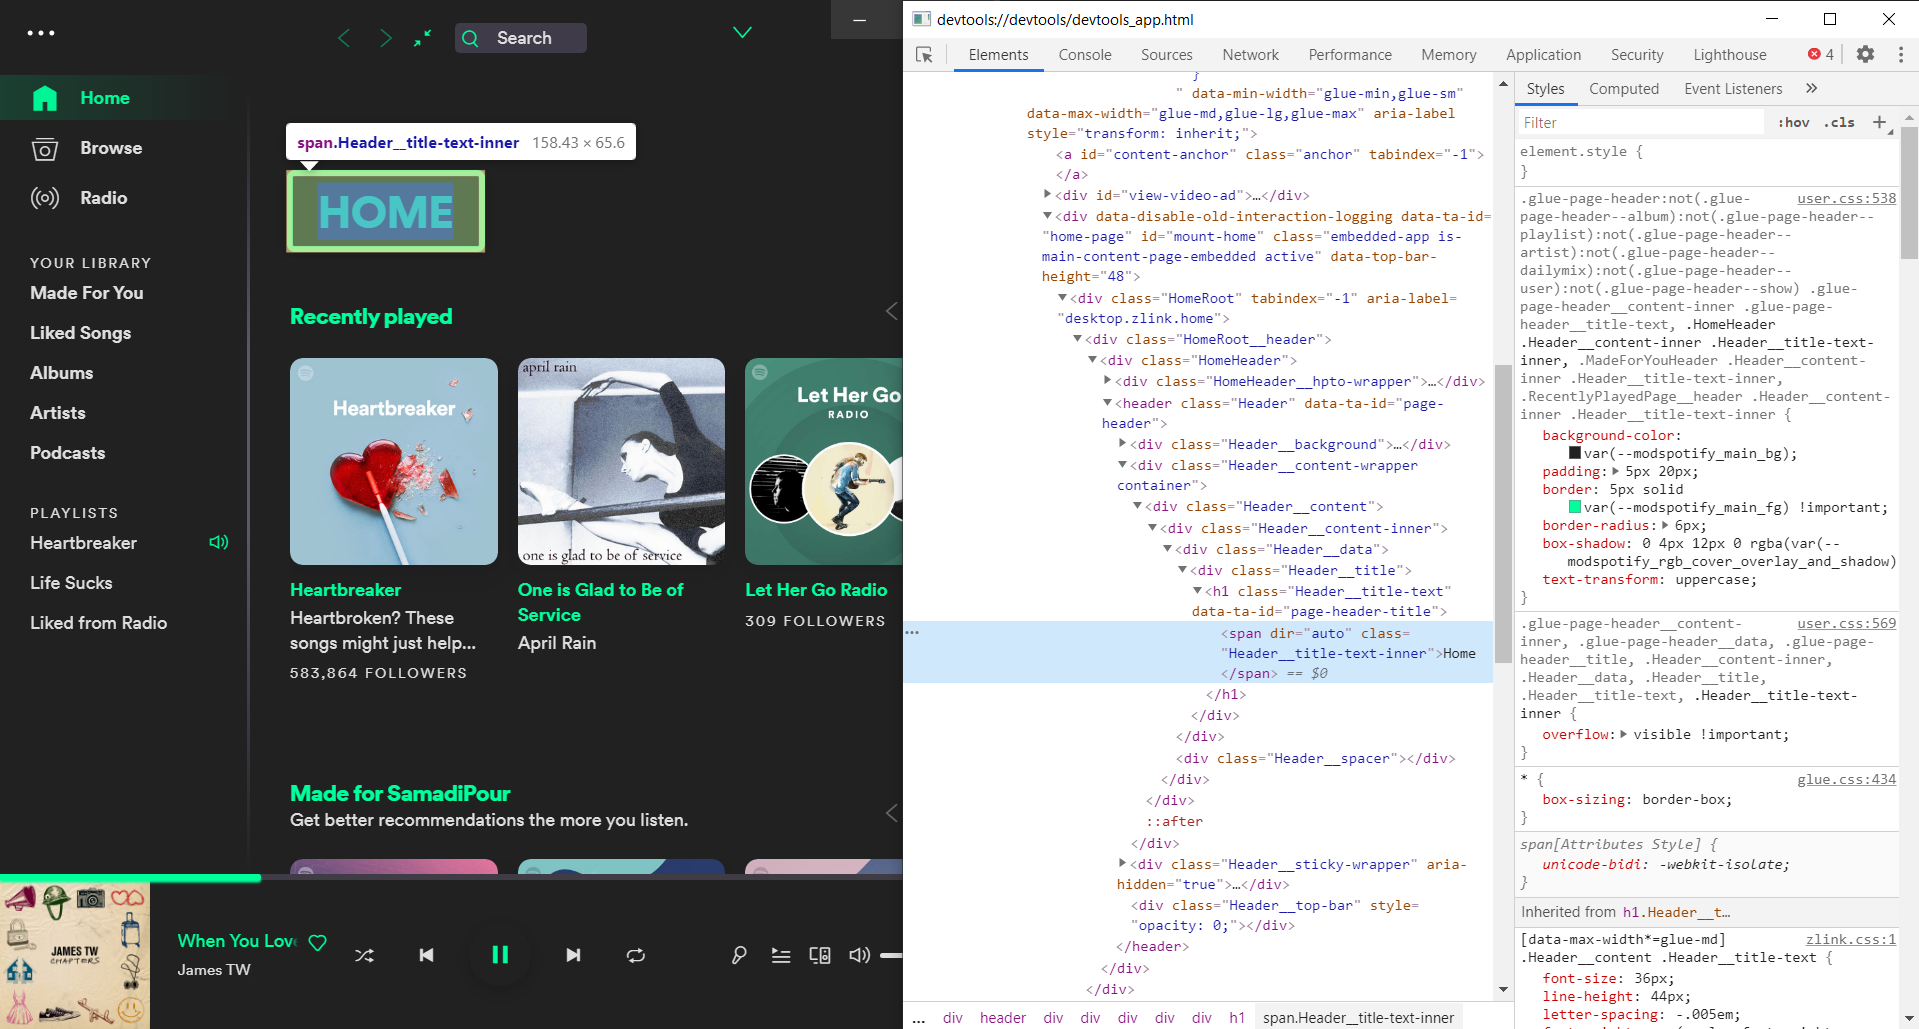 Search
Home
Browse
Radio
YOUR LIBRARY
Made For You
Liked Songs
Albums
Artists
Podcasts
PLAYLISTS
Heartbreaker
Life Sucks
Liked from Radio
span.Header__title-text-inner 158.43 × 65.6
HOME
Recently played
Heartbreaker
april rain
one is glad to be of service
Let Her Go
RADIO
Heartbreaker
Heartbroken? These
songs might just help...
583,864 FOLLOWERS
One is Glad to Be of
Service
April Rain
Let Her Go Radio
309 FOLLOWERS
Made for SamadiPour
Get better recommendations the more you listen.
JAMES TW
CHAPTERS
When You Lov
James TW
devtools://devtools/devtools_app.html
Elements Console Sources Network Performance Memory Application Security Lighthouse 4
}
" data-min-width="glue-min,glue-sm"
data-max-width="glue-md,glue-lg,glue-max" aria-label
style="transform: inherit;">
<a id="content-anchor" class="anchor" tabindex="-1">
</a>
<div id="view-video-ad">…</div>
<div data-disable-old-interaction-logging data-ta-id=
"home-page" id="mount-home" class="embedded-app is-
main-content-page-embedded active" data-top-bar-
height="48">
<div class="HomeRoot" tabindex="-1" aria-label=
"desktop.zlink.home">
<div class="HomeRoot__header">
<div class="HomeHeader">
<div class="HomeHeader__hpto-wrapper">…</div>
<header class="Header" data-ta-id="page-
header">
<div class="Header__background">…</div>
<div class="Header__content-wrapper
container">
<div class="Header__content">
<div class="Header__content-inner">
<div class="Header__data">
<div class="Header__title">
<h1 class="Header__title-text"
data-ta-id="page-header-title">
<span dir="auto" class=
"Header__title-text-inner">Home
</span> == $0
</h1>
</div>
</div>
<div class="Header__spacer"></div>
</div>
</div>
::after
</div>
<div class="Header__sticky-wrapper" aria-
hidden="true">…</div>
<div class="Header__top-bar" style=
"opacity: 0;"></div>
</header>
</div>
</div>
... div header div div div div div h1 span.Header__title-text-inner
Styles Computed Event Listeners »
Filter :hov .cls +
element.style {
}
.glue-page-header:not(.glue- user.css:538
page-header--album):not(.glue-page-header--
playlist):not(.glue-page-header--
artist):not(.glue-page-header--
dailymix):not(.glue-page-header--
user):not(.glue-page-header--show) .glue-
page-header__content-inner .glue-page-
header__title-text, .HomeHeader
.Header__content-inner .Header__title-text-
inner, .MadeForYouHeader .Header__content-
inner .Header__title-text-inner,
.RecentlyPlayedPage__header .Header__content-
inner .Header__title-text-inner {
background-color:
var(--modspotify_main_bg);
padding: 5px 20px;
border: 5px solid
var(--modspotify_main_fg) !important;
border-radius: 6px;
box-shadow: 0 4px 12px 0 rgba(var(--
modspotify_rgb_cover_overlay_and_shadow)
text-transform: uppercase;
}
.glue-page-header__content- user.css:569
inner, .glue-page-header__data, .glue-page-
header__title, .Header__content-inner,
.Header__data, .Header__title,
.Header__title-text, .Header__title-text-
inner {
overflow: visible !important;
}
* { glue.css:434
box-sizing: border-box;
}
span[Attributes Style] {
unicode-bidi: -webkit-isolate;
}
Inherited from h1.Header__t…
[data-max-width*=glue-md] zlink.css:1
.Header__content .Header__title-text {
font-size: 36px;
line-height: 44px;
letter-spacing: -.005em;